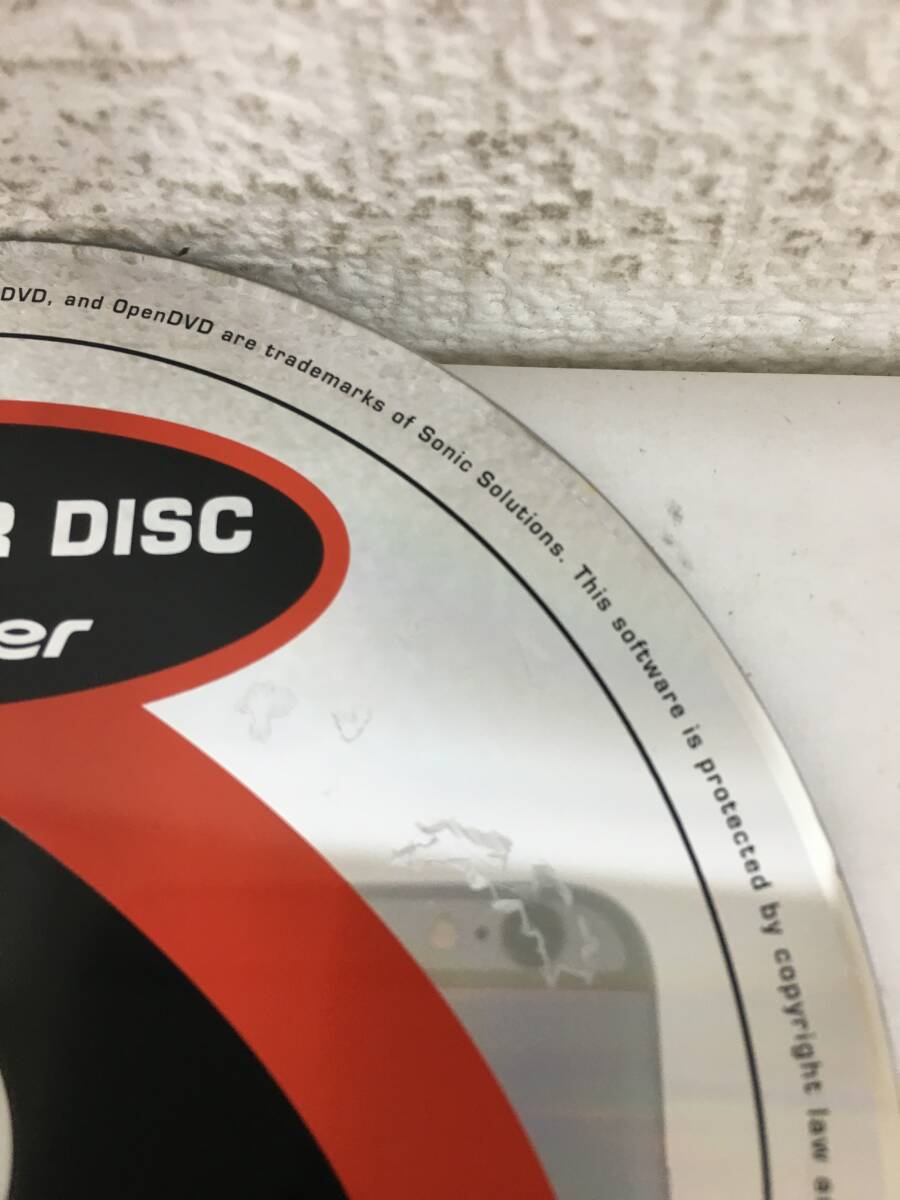 DVD, and OpenDVD are trademarks of Sonic Solutions. This software is protected by copyright law a
R DISC
er